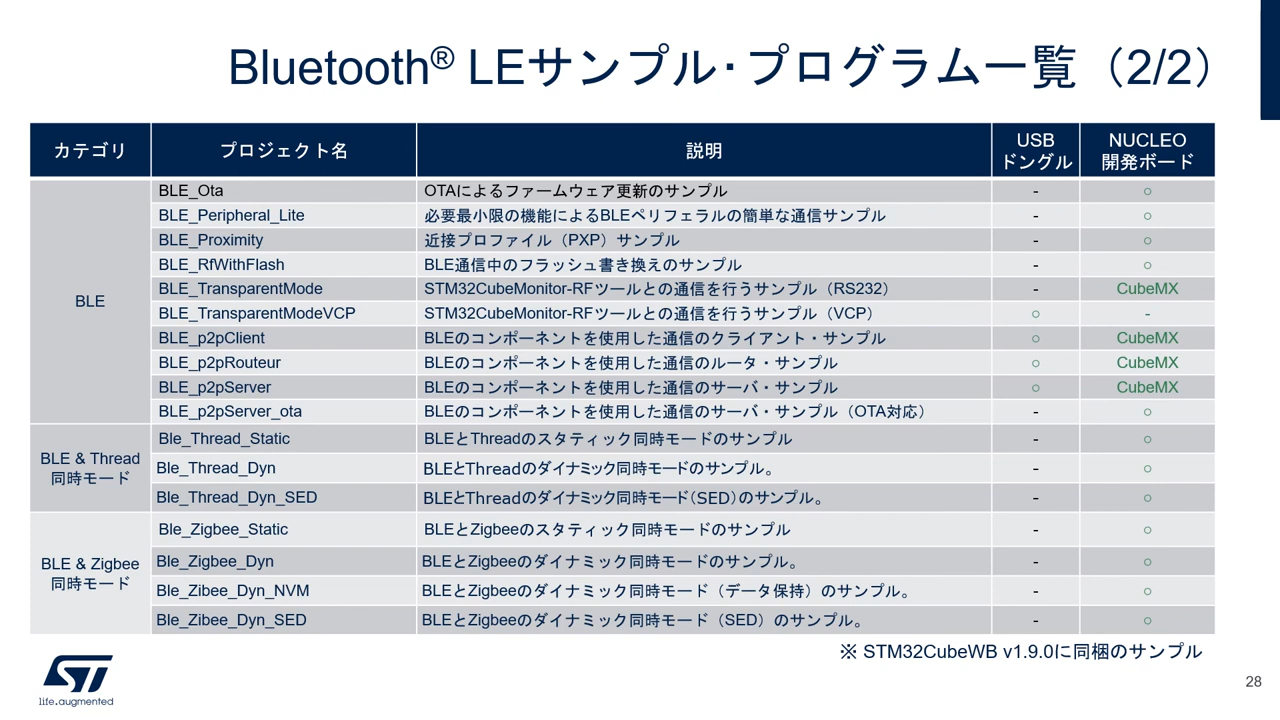 Bluetooth® LEサンプル・プログラム一覧（2/2）
カテゴリ プロジェクト名 説明 USBドングル NUCLEO開発ボード
BLE
BLE_Ota OTAによるファームウェア更新のサンプル - ○
BLE_Peripheral_Lite 必要最小限の機能によるBLEペリフェラルの簡単な通信サンプル - ○
BLE_Proximity 近接プロファイル（PXP）サンプル - ○
BLE_RfWithFlash BLE通信中のフラッシュ書き換えのサンプル - ○
BLE_TransparentMode STM32CubeMonitor-RFツールとの通信を行うサンプル（RS232） - CubeMX
BLE_TransparentModeVCP STM32CubeMonitor-RFツールとの通信を行うサンプル（VCP） ○ -
BLE_p2pClient BLEのコンポーネントを使用した通信のクライアント・サンプル ○ CubeMX
BLE_p2pRouteur BLEのコンポーネントを使用した通信のルータ・サンプル ○ CubeMX
BLE_p2pServer BLEのコンポーネントを使用した通信のサーバ・サンプル ○ CubeMX
BLE_p2pServer_ota BLEのコンポーネントを使用した通信のサーバ・サンプル（OTA対応） - ○
BLE & Thread
同時モード
Ble_Thread_Static BLEとThreadのスタティック同時モードのサンプル - ○
Ble_Thread_Dyn BLEとThreadのダイナミック同時モードのサンプル。 - ○
Ble_Thread_Dyn_SED BLEとThreadのダイナミック同時モード（SED）のサンプル。 - ○
BLE & Zigbee
同時モード
Ble_Zigbee_Static BLEとZigbeeのスタティック同時モードのサンプル - ○
Ble_Zigbee_Dyn BLEとZigbeeのダイナミック同時モードのサンプル。 - ○
Ble_Zibee_Dyn_NVM BLEとZigbeeのダイナミック同時モード（データ保持）のサンプル。 - ○
Ble_Zibee_Dyn_SED BLEとZigbeeのダイナミック同時モード（SED）のサンプル。 - ○
※ STM32CubeWB v1.9.0に同梱のサンプル
ST
life.augmented
28